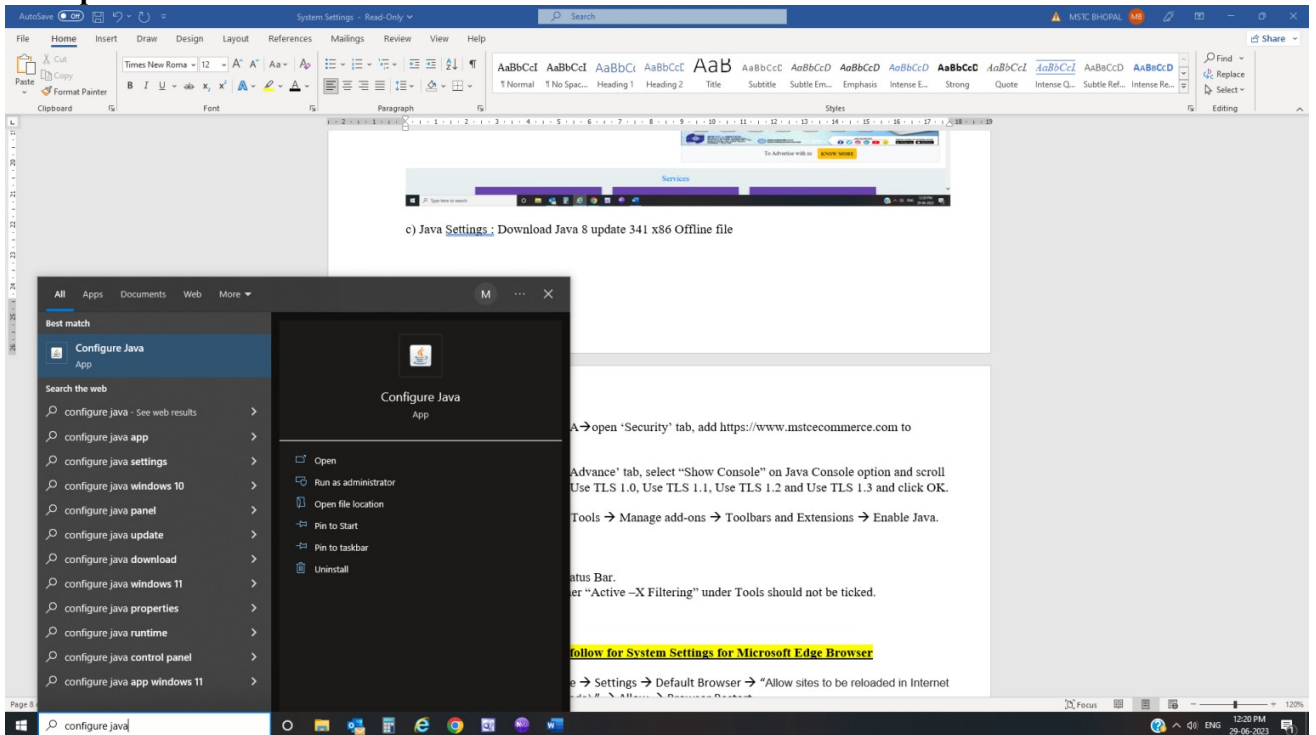 AutoSave Off
System Settings - Read-Only
Search
MSTC BHOPAL MB
File Home Insert Draw Design Layout References Mailings Review View Help
Share
Paste
Cut
Copy
Format Painter
Times New Roma 12
AaBbCcI AaBbCcI AaBbC AaBbCcE AaB AaBbCcC AaBbCcD AaBbCcD AaBbCcD AaBbCcD AaBbCcI AaBbCcI AABBCCD AABBCCD
¶ Normal ¶ No Spac... Heading 1 Heading 2 Title Subtitle Subtle Em... Emphasis Intense E... Strong Quote Intense Q... Subtle Ref... Intense Re...
Find
Replace
Select
Clipboard Font Paragraph Styles Editing
To Advertise with us KNOW MORE
Services
Type here to search
c) Java Settings : Download Java 8 update 341 x86 Offline file
All Apps Documents Web More
M
Best match
Configure Java
App
Search the web
configure java - See web results
configure java app
configure java settings
configure java windows 10
configure java panel
configure java update
configure java download
configure java windows 11
configure java properties
configure java runtime
configure java control panel
configure java app windows 11
Configure Java
App
Open
Run as administrator
Open file location
Pin to Start
Pin to taskbar
Uninstall
A→open ‘Security’ tab, add https://www.mstcecommerce.com to
Advance’ tab, select “Show Console” on Java Console option and scroll
Use TLS 1.0, Use TLS 1.1, Use TLS 1.2 and Use TLS 1.3 and click OK.
Tools → Manage add-ons → Toolbars and Extensions → Enable Java.
atus Bar.
er “Active –X Filtering” under Tools should not be ticked.
follow for System Settings for Microsoft Edge Browser
e → Settings → Default Browser → “Allow sites to be reloaded in Internet
Page 8
Focus
120%
configure java
ENG
12:20 PM
29-06-2023